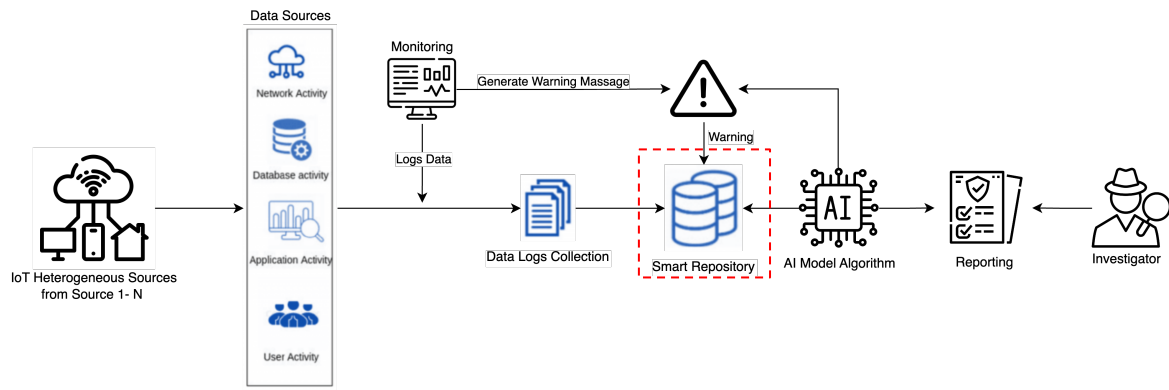 Data Sources
Network Activity
Database activity
Application Activity
User Activity
IoT Heterogeneous Sources
from Source 1- N
Monitoring
Generate Warning Massage
Logs Data
Warning
Data Logs Collection
Smart Repository
AI
AI Model Algorithm
Reporting
Investigator